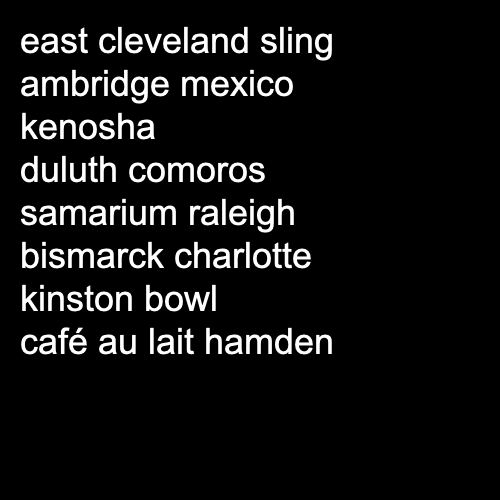 east cleveland sling
ambridge mexico
kenosha
duluth comoros
samarium raleigh
bismarck charlotte
kinston bowl
café au lait hamden